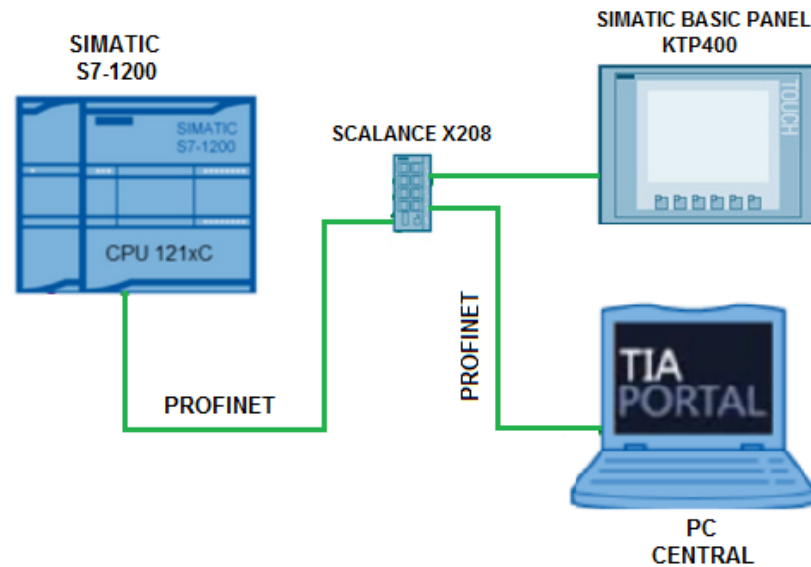 SIMATIC
S7-1200
SIMATIC
S7-1200
CPU 121xC
PROFINET
SCALANCE X208
PROFINET
SIMATIC BASIC PANEL
KTP400
TOUCH
TIA
PORTAL
PC
CENTRAL